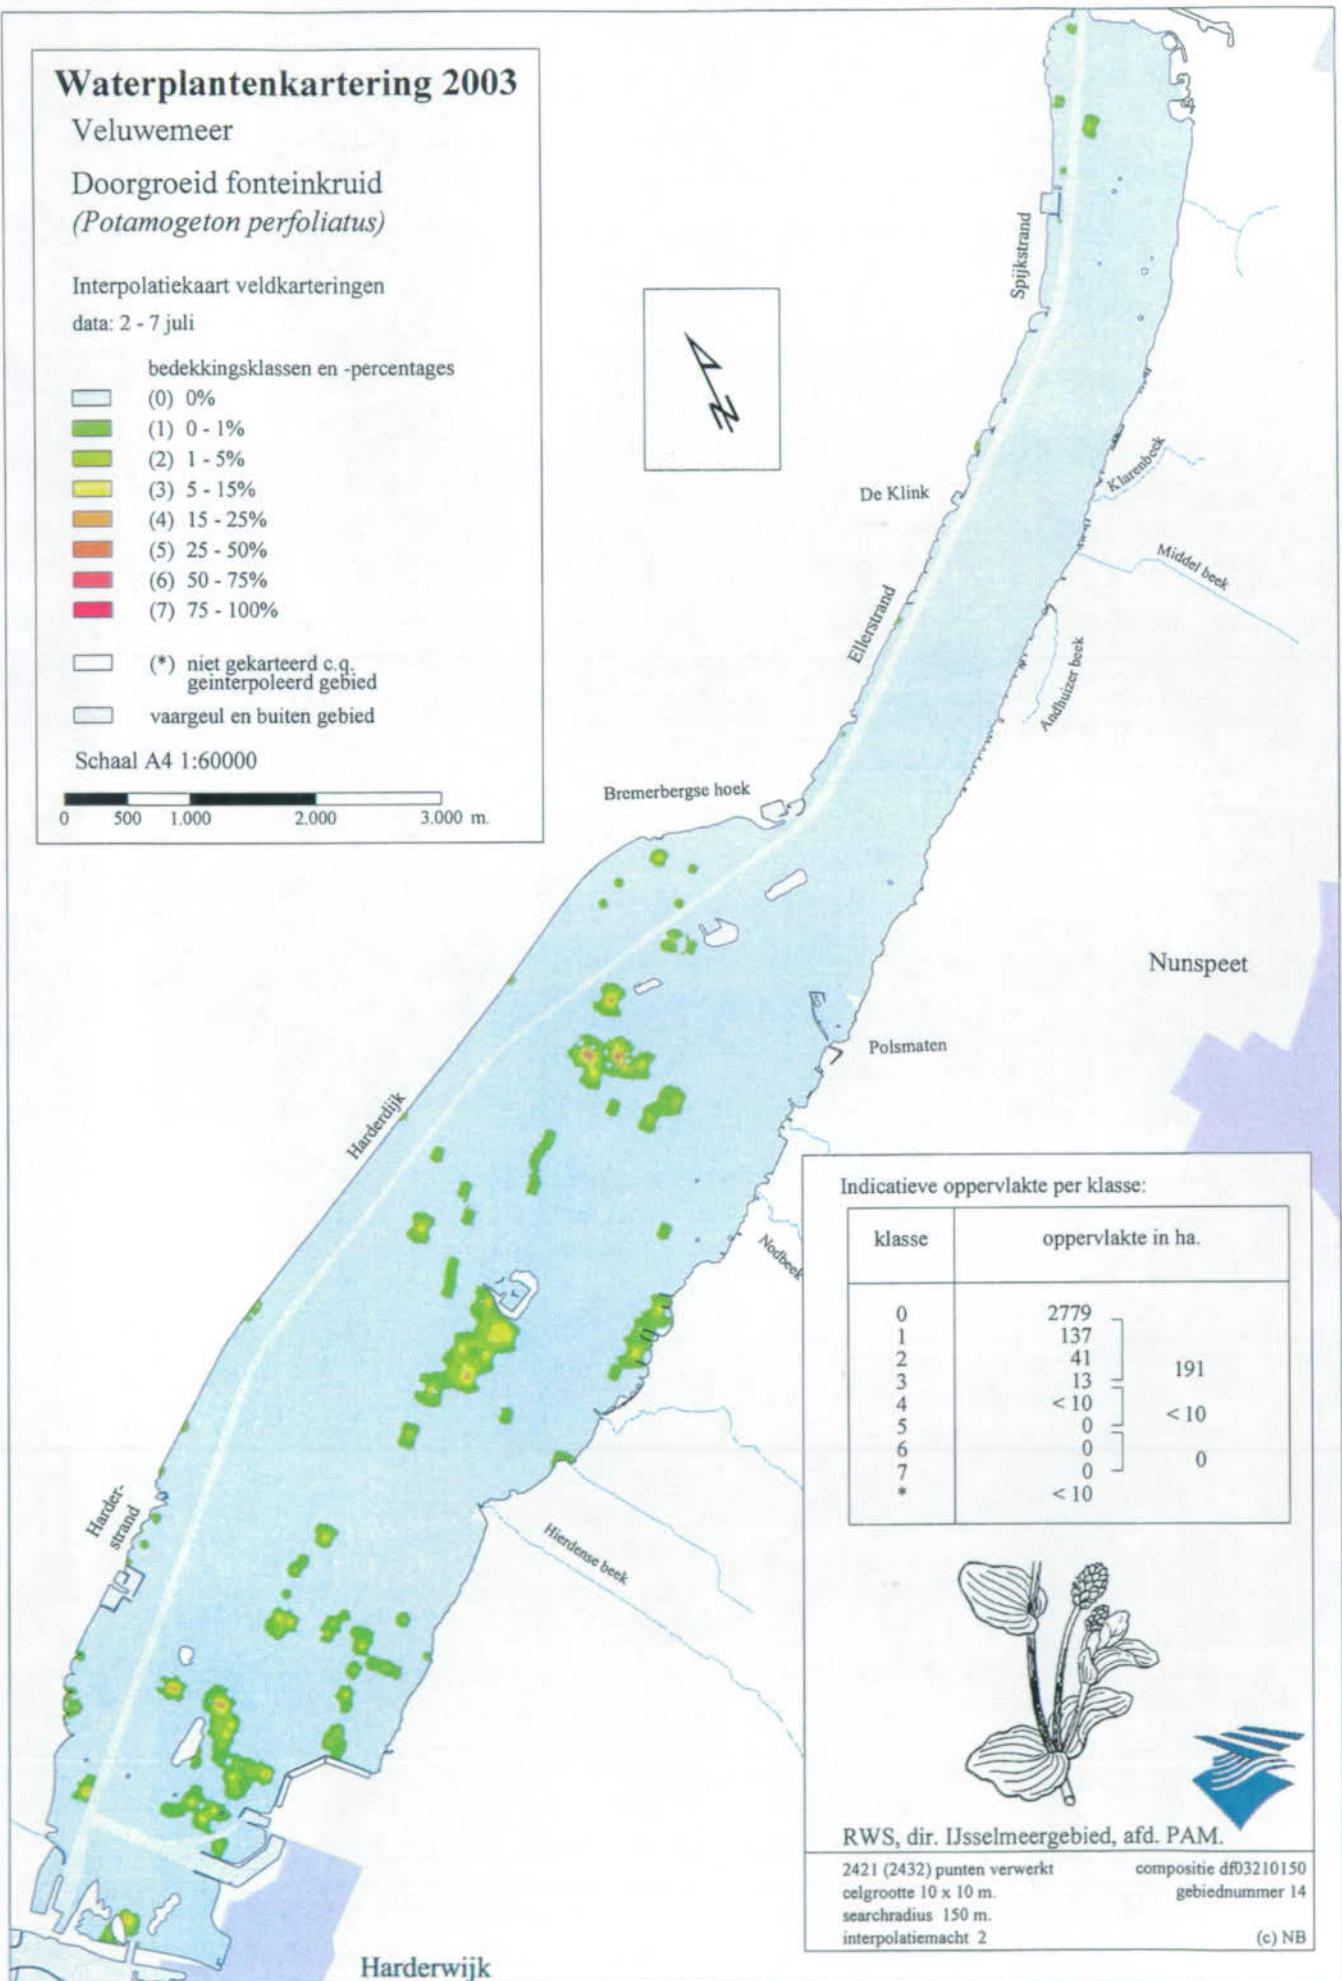 Waterplantenkartering 2003
Veluwemeer
Doorgroeid fonteinkruid
(Potamogeton perfoliatus)
Interpolatiekaart veldkarteringen
data: 2 - 7 juli
bedekkingsklassen en -percentages
(0) 0%
(1) 0 - 1%
(2) 1 - 5%
(3) 5 - 15%
(4) 15 - 25%
(5) 25 - 50%
(6) 50 - 75%
(7) 75 - 100%
(*) niet gekarteerd c.q.
geinterpoleerd gebied
vaargeul en buiten gebied
Schaal A4 1:60000
0 500 1.000 2.000 3.000 m.
N
Spijkstrand
De Klink
Klarenbeek
Middel beek
Ellerstrand
Andhuizer beek
Bremerbergse hoek
Nunspeet
Polsmaten
Harderdijk
Nodbeek
Harder-
strand
Hierdense beek
Harderwijk
Indicatieve oppervlakte per klasse:
klasse oppervlakte in ha.
0 2779
1 137
2 41 191
3 13
4 < 10
5 0 < 10
6 0
7 0 0
* < 10
RWS, dir. IJsselmeergebied, afd. PAM.
2421 (2432) punten verwerkt compositie df03210150
celgrootte 10 x 10 m. gebiednummer 14
searchradius 150 m.
interpolatiemacht 2 (c) NB